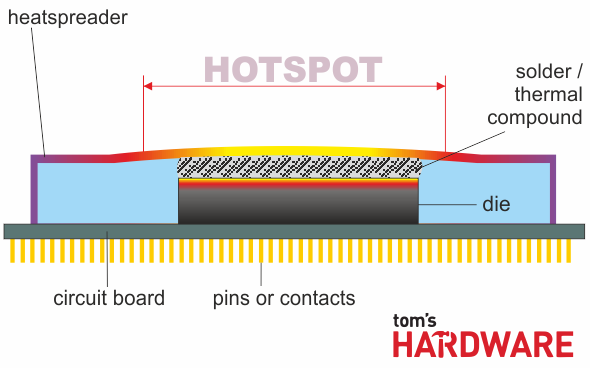 heatspreader
HOTSPOT
solder /
thermal
compound
die
circuit board
pins or contacts
tom's
HARDWARE